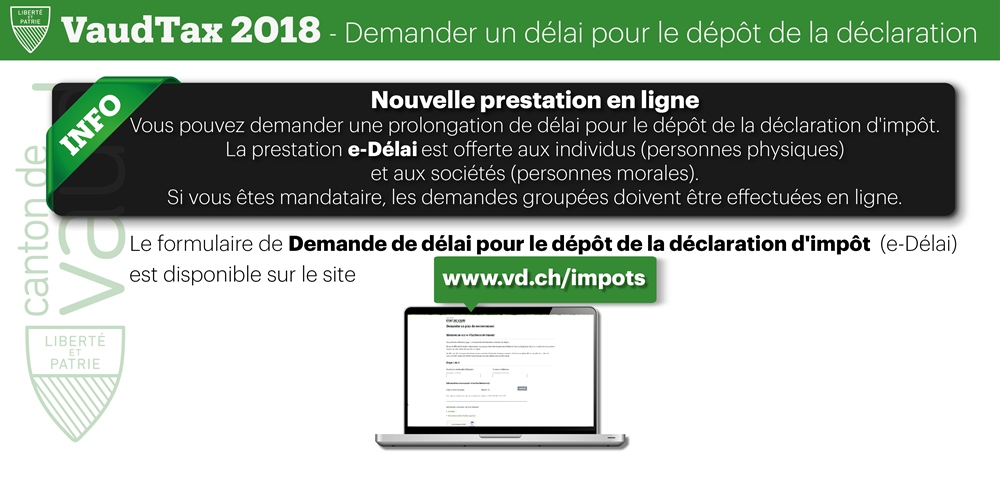 LIBERTÉ
ET
PATRIE
VaudTax 2018 - Demander un délai pour le dépôt de la déclaration
INFO
Nouvelle prestation en ligne
Vous pouvez demander une prolongation de délai pour le dépôt de la déclaration d'impôt.
La prestation e-Délai est offerte aux individus (personnes physiques)
et aux sociétés (personnes morales).
Si vous êtes mandataire, les demandes groupées doivent être effectuées en ligne.
canton de
vaud
Le formulaire de Demande de délai pour le dépôt de la déclaration d'impôt (e-Délai)
est disponible sur le site
www.vd.ch/impots
LIBERTÉ
ET
PATRIE